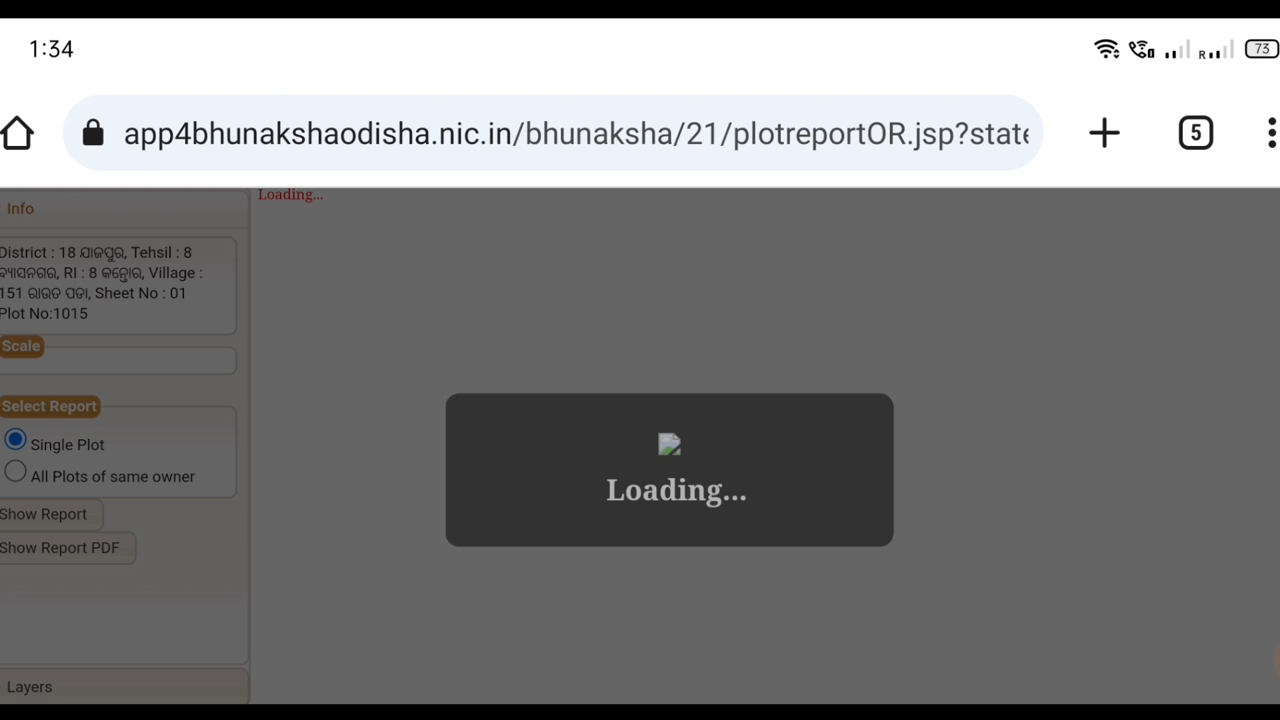 1:34
R
73
app4bhunakshaodisha.nic.in/bhunaksha/21/plotreportOR.jsp?state
5
Loading...
Info
District : 18 ଯାଜପୁର, Tehsil : 8
ବ୍ୟାସନଗର, RI : 8 କନ୍ତୋର, Village :
151 ରାଉତ ପଡା, Sheet No : 01
Plot No:1015
Scale
Select Report
Single Plot
All Plots of same owner
Show Report
Show Report PDF
Loading...
Layers